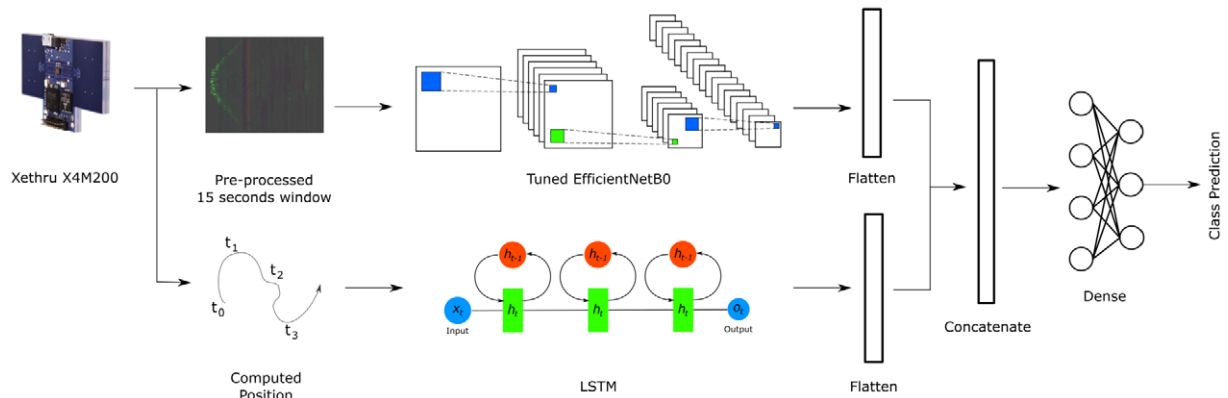 Xethru X4M200
Pre-processed
15 seconds window
Tuned EfficientNetB0
Flatten
t0
t1
t2
t3
Computed
Position
xt
Input
ht-1
ht
ht-1
ht
ht-1
ht
ot
Output
LSTM
Flatten
Concatenate
Dense
Class Prediction